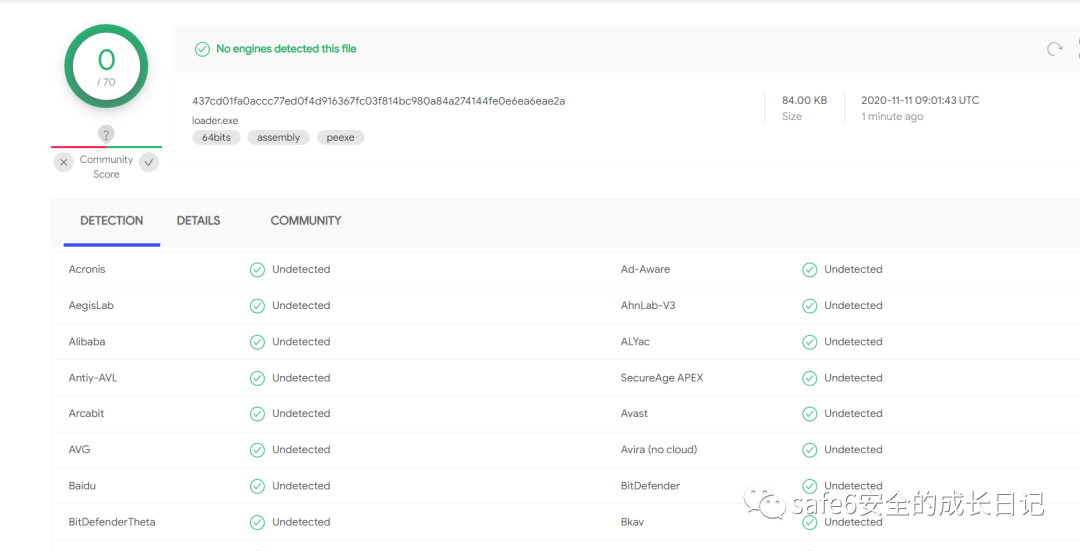 0
/ 70
No engines detected this file
437cd01fa0accc77ed0f4d916367fc03f814bc980a84a274144fe0e6ea6eae2a
loader.exe
64bits assembly peexe
84.00 KB
Size
2020-11-11 09:01:43 UTC
1 minute ago
?
Community
Score
DETECTION DETAILS COMMUNITY
Acronis Undetected Ad-Aware Undetected
AegisLab Undetected AhnLab-V3 Undetected
Alibaba Undetected ALYac Undetected
Antiy-AVL Undetected SecureAge APEX Undetected
Arcabit Undetected Avast Undetected
AVG Undetected Avira (no cloud) Undetected
Baidu Undetected BitDefender Undetected
safe6安全的成长日记
BitDefenderTheta Undetected Bkav Undetected